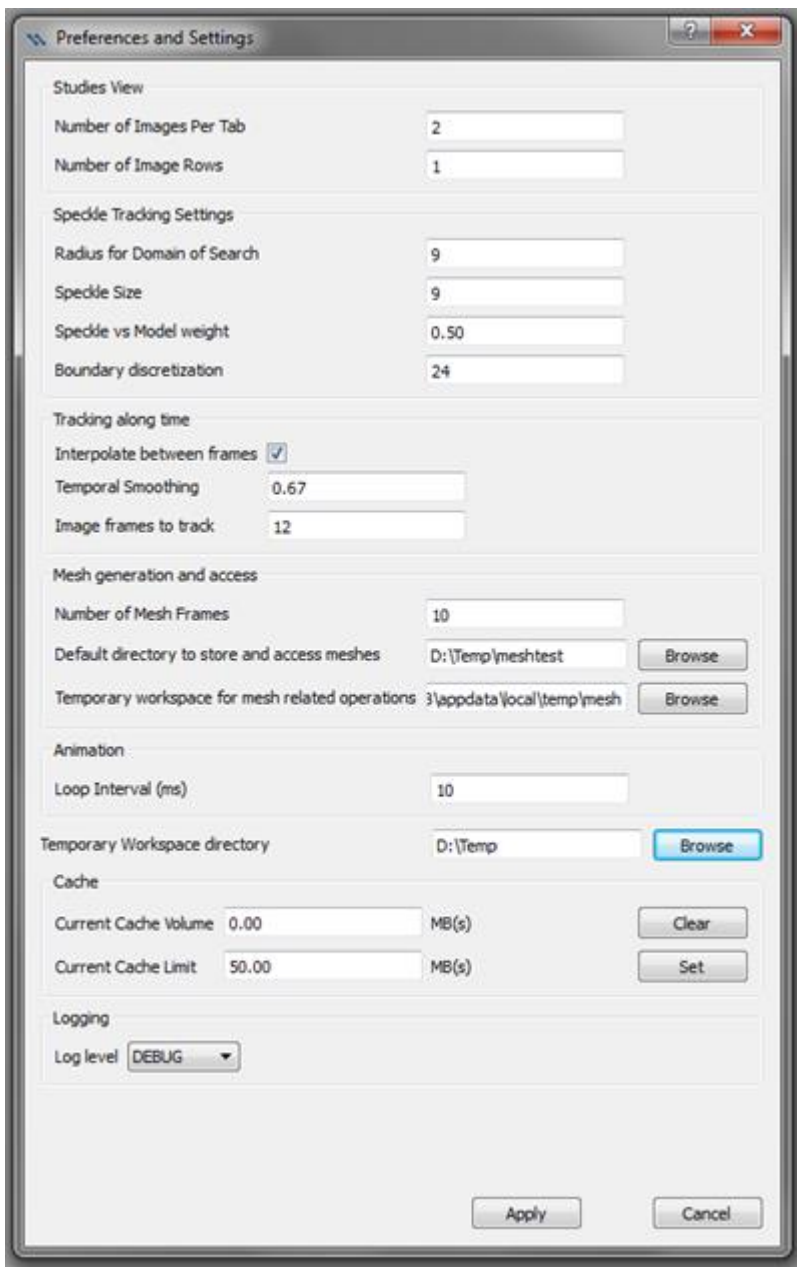 Preferences and Settings
?
Studies View
Number of Images Per Tab 2
Number of Image Rows 1
Speckle Tracking Settings
Radius for Domain of Search 9
Speckle Size 9
Speckle vs Model weight 0.50
Boundary discretization 24
Tracking along time
Interpolate between frames
Temporal Smoothing 0.67
Image frames to track 12
Mesh generation and access
Number of Mesh Frames 10
Default directory to store and access meshes D:\Temp\meshtest Browse
Temporary workspace for mesh related operations \appdata\local\temp\mesh Browse
Animation
Loop Interval (ms) 10
Temporary Workspace directory D:\Temp Browse
Cache
Current Cache Volume 0.00 MB(s) Clear
Current Cache Limit 50.00 MB(s) Set
Logging
Log level DEBUG
Apply Cancel